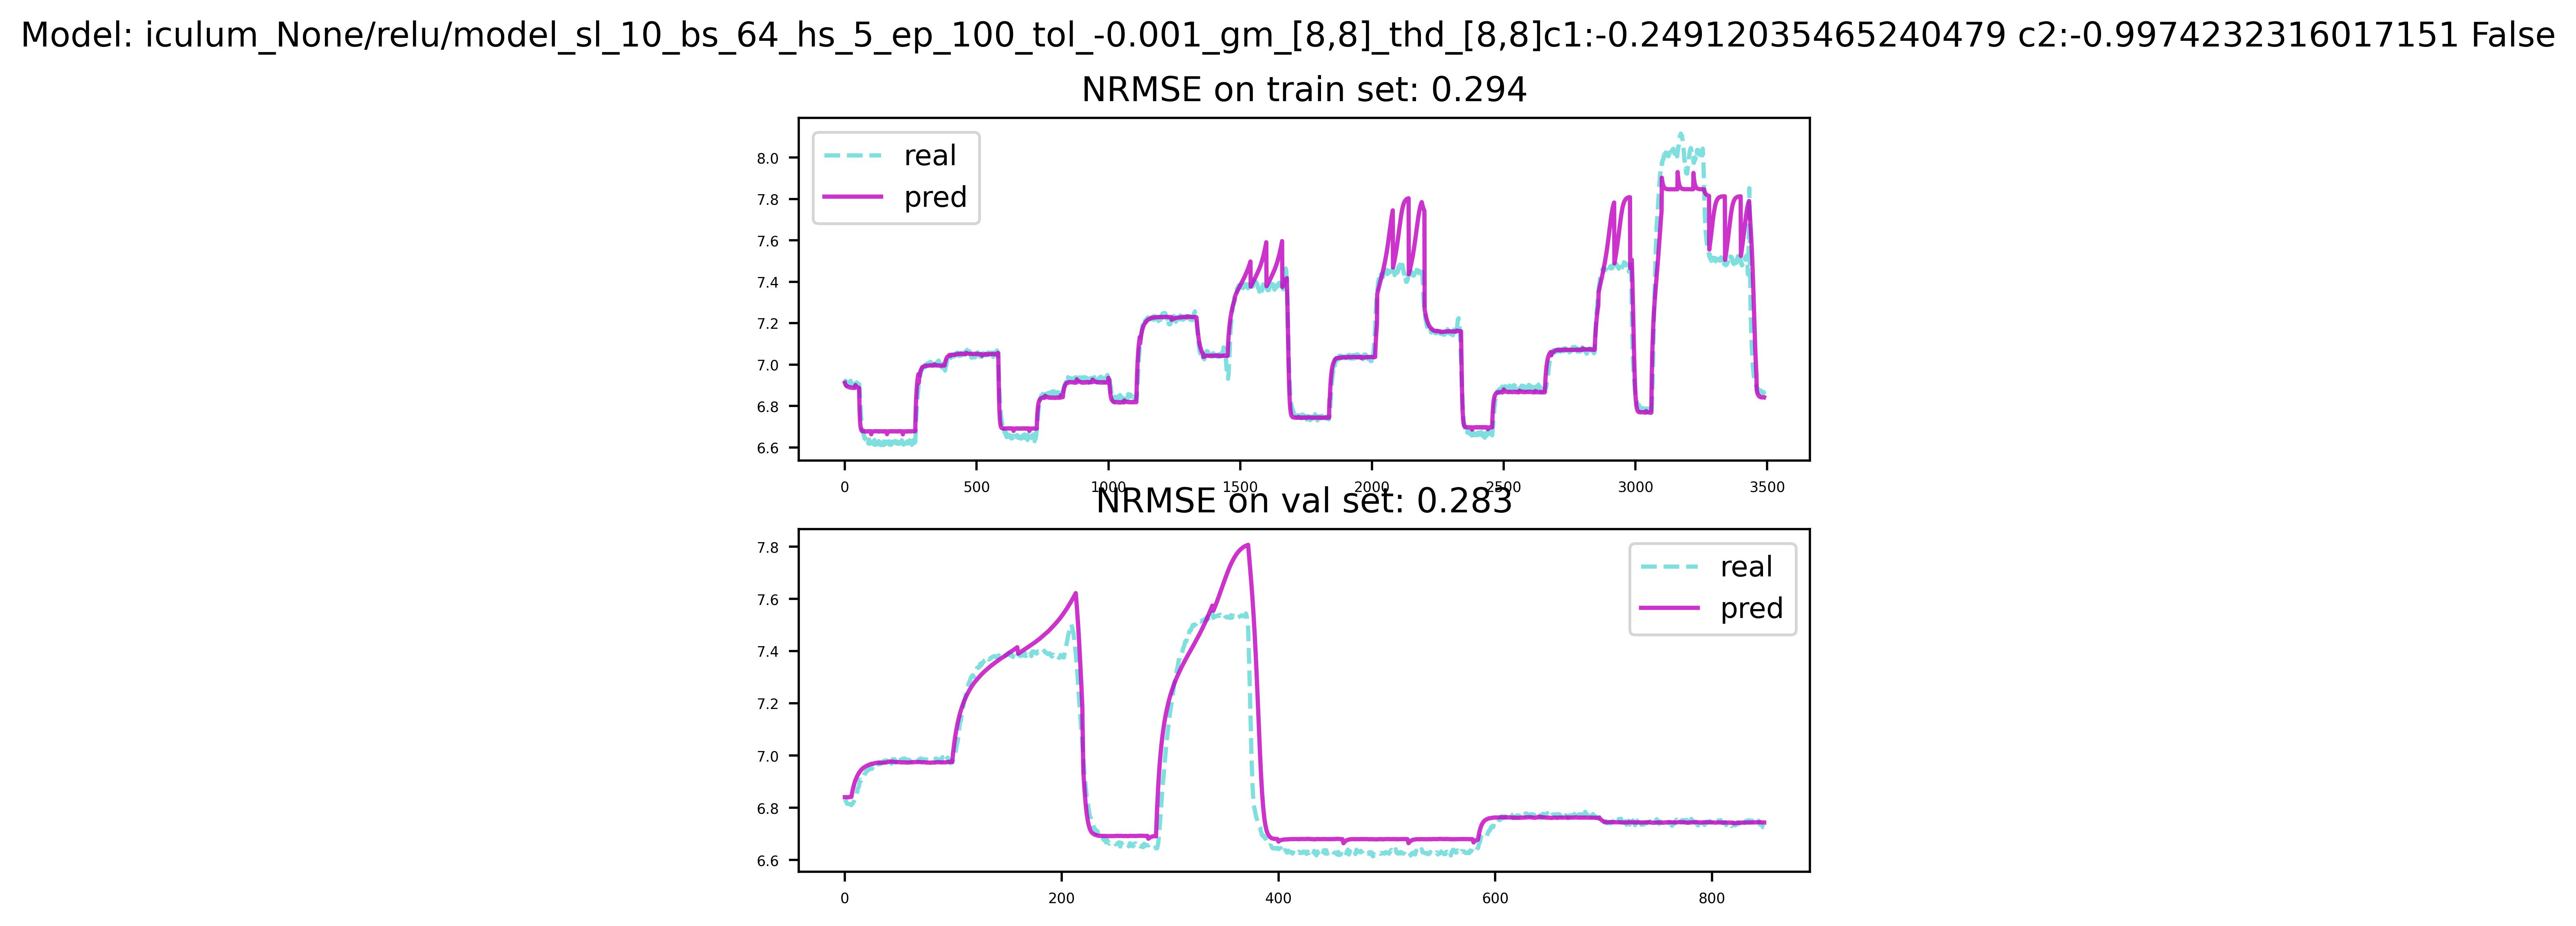 Model: iculum_None/relu/model_sl_10_bs_64_hs_5_ep_100_tol_-0.001_gm_[8,8]_thd_[8,8]c1:-0.24912035465240479 c2:-0.9974232316017151 False
NRMSE on train set: 0.294
real
pred
8.0
7.8
7.6
7.4
7.2
7.0
6.8
6.6
0 500 1000 1500 2000 2500 3000 3500
NRMSE on val set: 0.283
real
pred
7.8
7.6
7.4
7.2
7.0
6.8
6.6
0 200 400 600 800